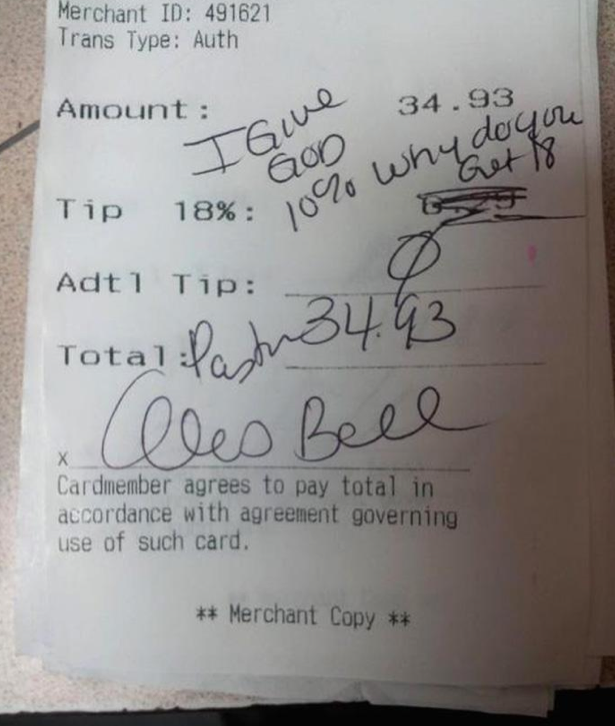 Merchant ID: 491621
Trans Type: Auth
Amount: 34.93
I Give
God
10% Why do you
Get 18
Tip 18%: 6.29
Adtl Tip: 0
Total: Pastor 34.93
x Bell
Cardmember agrees to pay total in
accordance with agreement governing
use of such card.
** Merchant Copy **